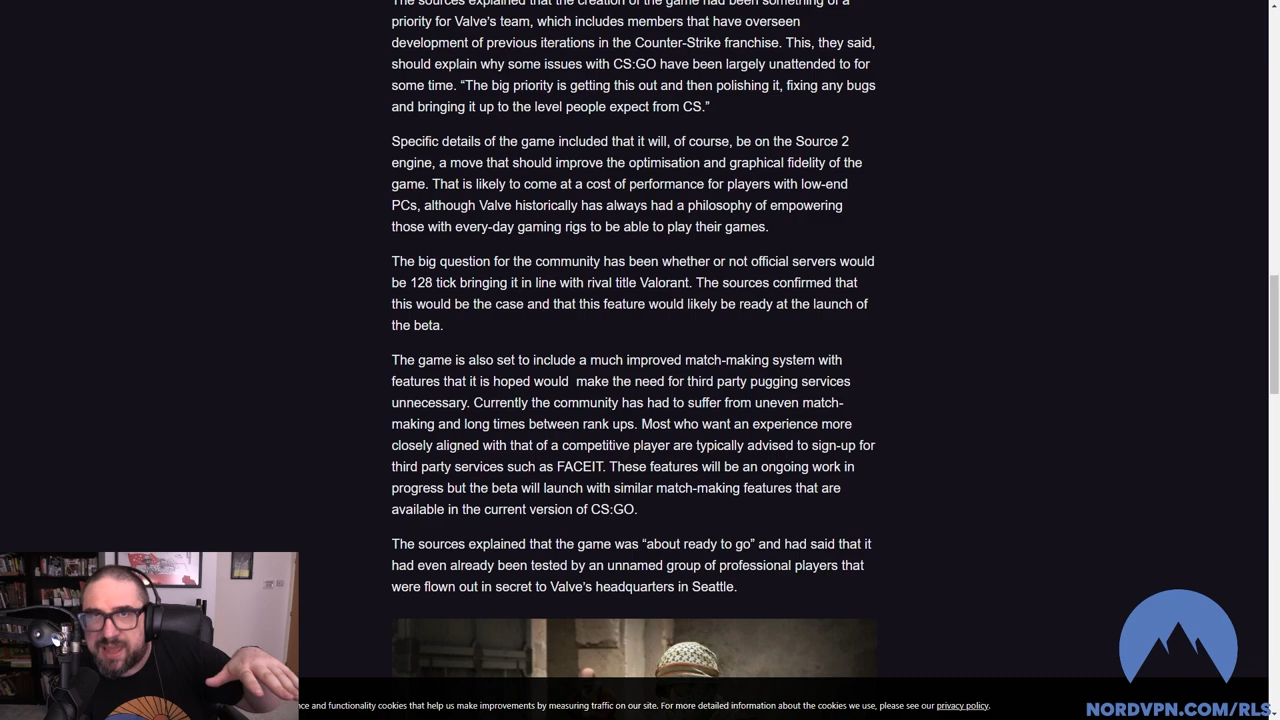 The sources explained that the creation of the game had been something of a
priority for Valve's team, which includes members that have overseen
development of previous iterations in the Counter-Strike franchise. This, they said,
should explain why some issues with CS:GO have been largely unattended to for
some time. “The big priority is getting this out and then polishing it, fixing any bugs
and bringing it up to the level people expect from CS.”
Specific details of the game included that it will, of course, be on the Source 2
engine, a move that should improve the optimisation and graphical fidelity of the
game. That is likely to come at a cost of performance for players with low-end
PCs, although Valve historically has always had a philosophy of empowering
those with every-day gaming rigs to be able to play their games.
The big question for the community has been whether or not official servers would
be 128 tick bringing it in line with rival title Valorant. The sources confirmed that
this would be the case and that this feature would likely be ready at the launch of
the beta.
The game is also set to include a much improved match-making system with
features that it is hoped would  make the need for third party pugging services
unnecessary. Currently the community has had to suffer from uneven match-
making and long times between rank ups. Most who want an experience more
closely aligned with that of a competitive player are typically advised to sign-up for
third party services such as FACEIT. These features will be an ongoing work in
progress but the beta will launch with similar match-making features that are
available in the current version of CS:GO.
The sources explained that the game was “about ready to go” and had said that it
had even already been tested by an unnamed group of professional players that
were flown out in secret to Valve's headquarters in Seattle.
and functionality cookies that help us make improvements by measuring traffic on our site. For more detailed information about the cookies we use, please see our privacy policy.
NORDVPN.COM/RLS